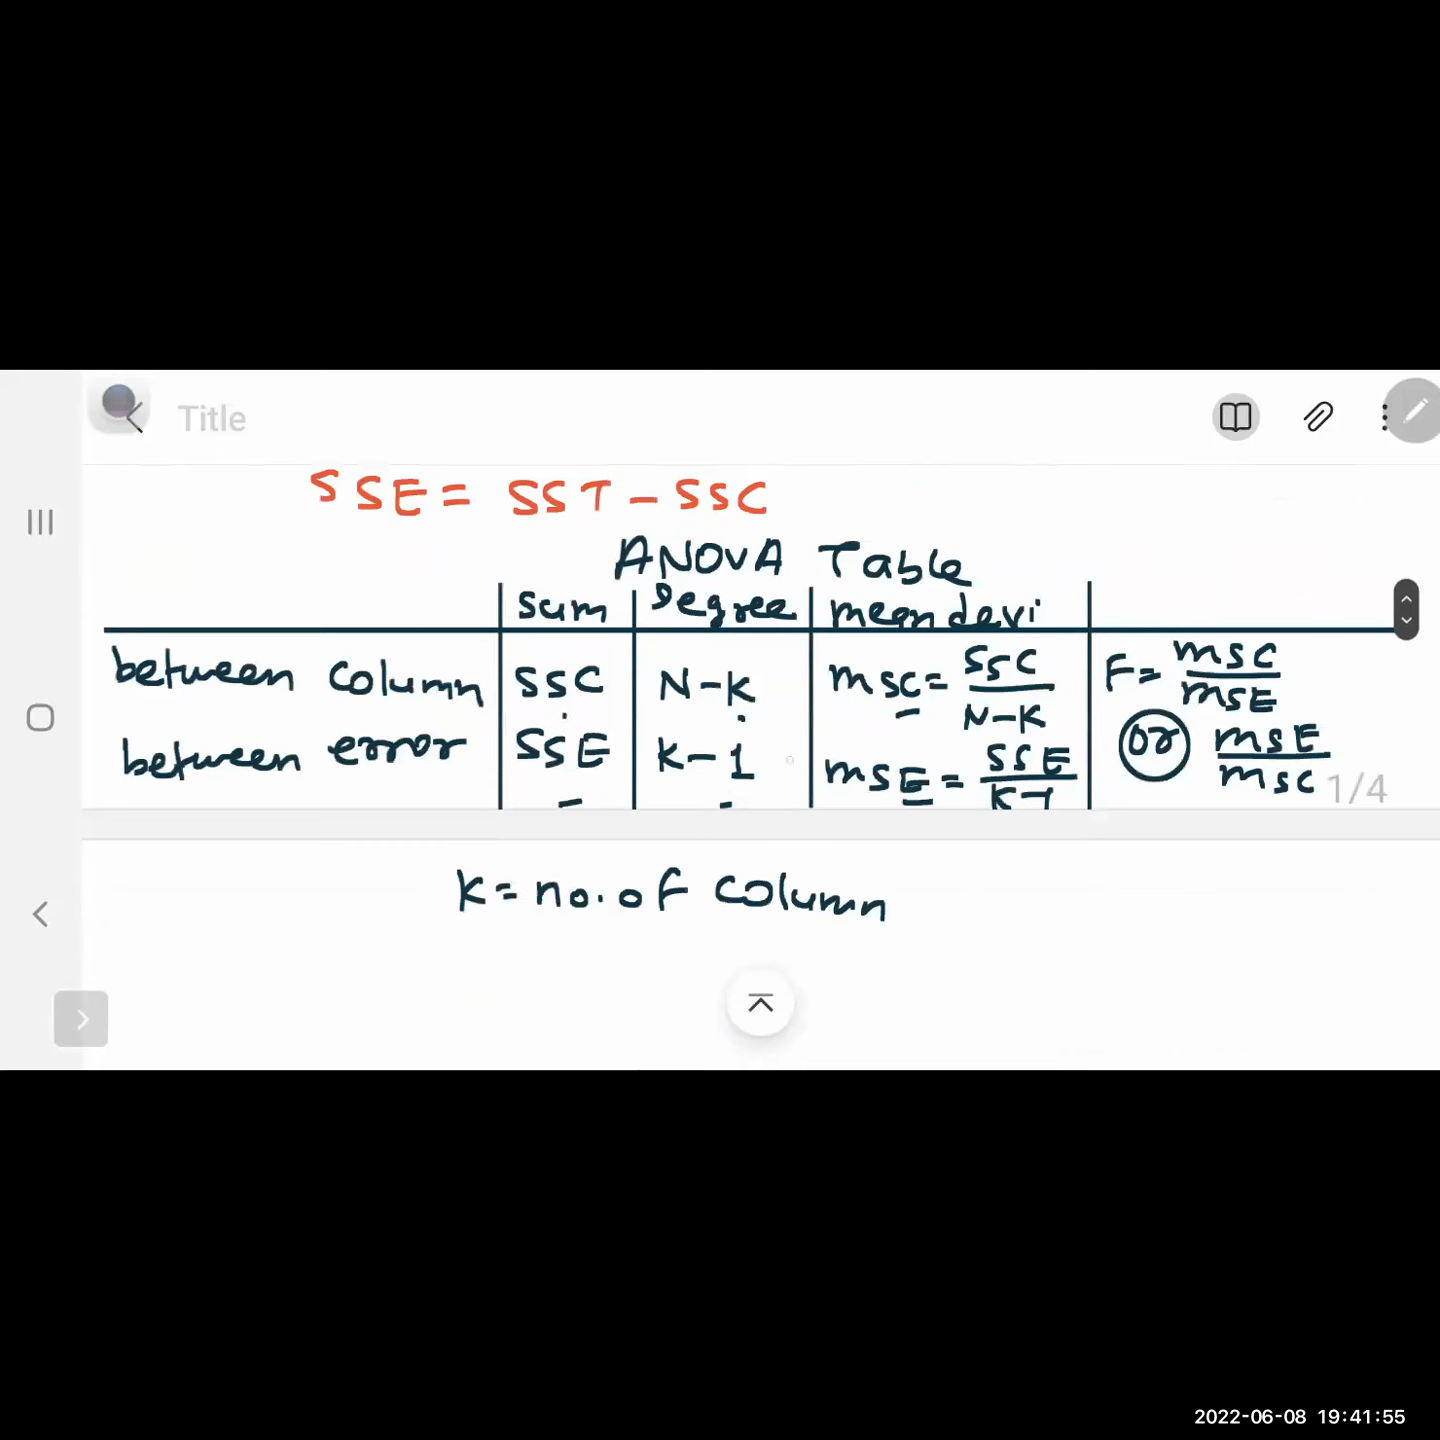 Title
SSE = SST - SSC
ANOVA Table
sum Degree mean devi
between column SSC N-K MSC = SSC/N-K F = MSC/MSE
between error SSE K-1 MSE = SSE/K-1 or MSE/MSC
1/4
K = no. of column
2022-06-08 19:41:55